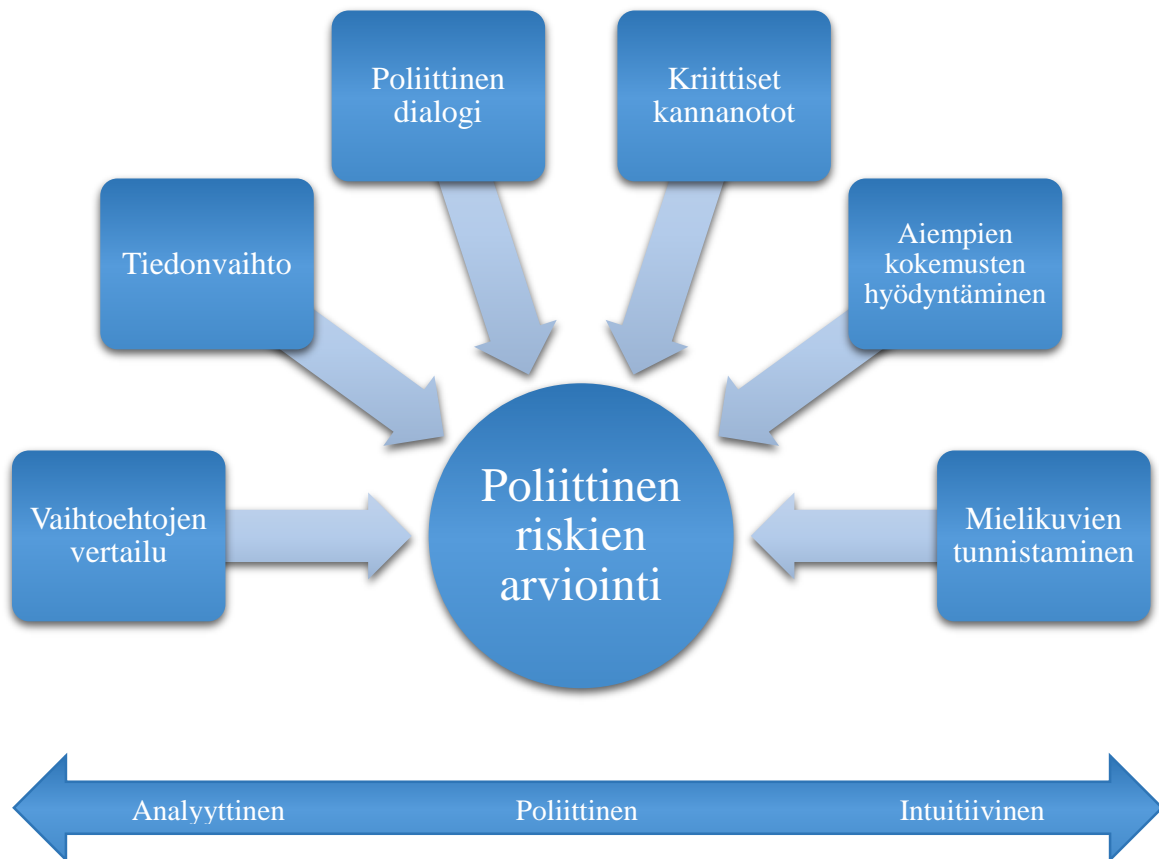 Poliittinen
dialogi
Kriittiset
kannanotot
Tiedonvaihto
Aiempien
kokemusten
hyödyntäminen
Vaihtoehtojen
vertailu
Poliittinen
riskien
arviointi
Mielikuvien
tunnistaminen
Analyyttinen
Poliittinen
Intuitiivinen